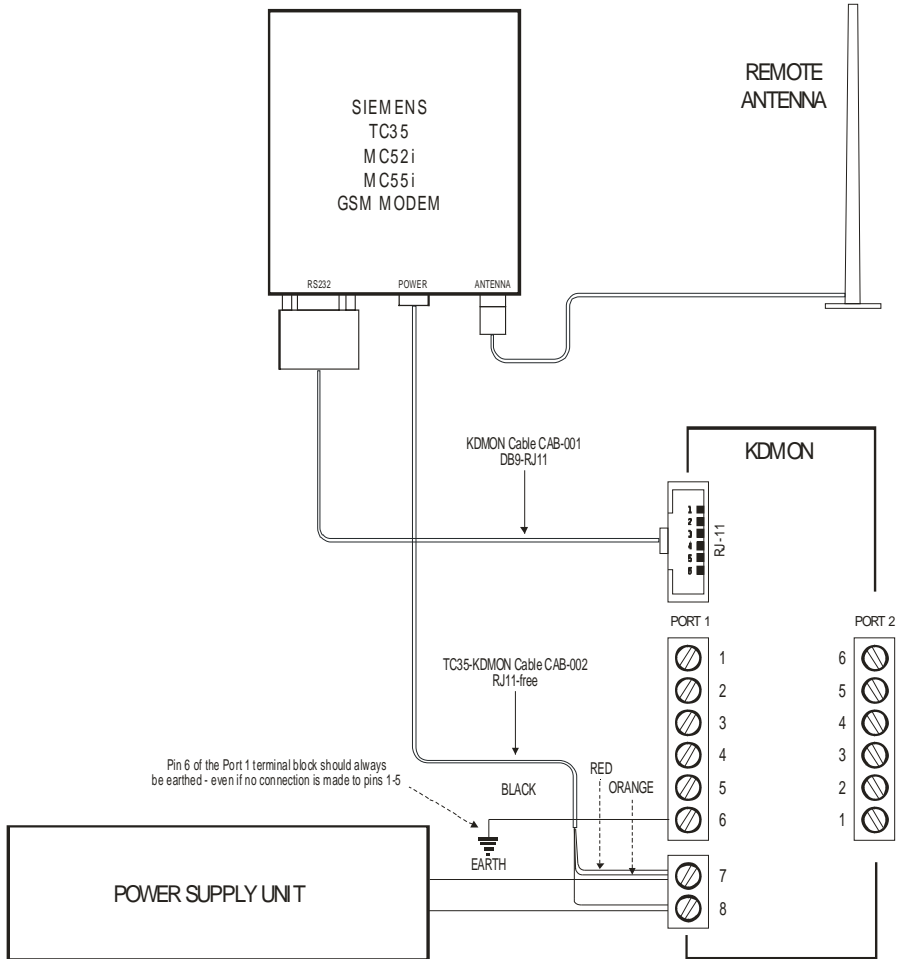 REMOTE
ANTENNA
SIEMENS
TC35
MC52i
MC55i
GSM MODEM
RS232
POWER
ANTENNA
KDMON Cable CAB-001
DB9-RJ11
KDMON
1
2
3
4
5
6
RJ-11
PORT 1
PORT 2
TC35-KDMON Cable CAB-002
RJ11-free
1
2
3
4
5
6
6
5
4
3
2
1
Pin 6 of the Port 1 terminal block should always
be earthed - even if no connection is made to pins 1-5
BLACK
RED
ORANGE
EARTH
7
8
POWER SUPPLY UNIT